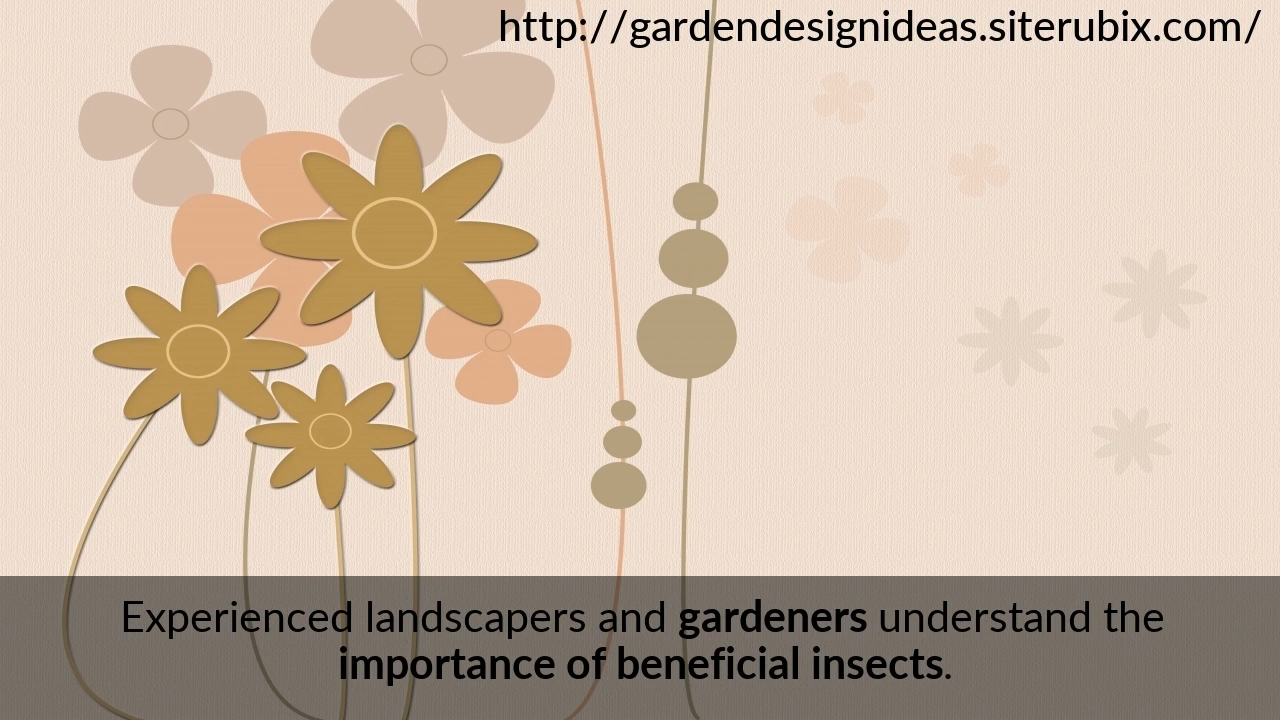 http://gardendesignideas.siterubix.com/
Experienced landscapers and gardeners understand the
importance of beneficial insects.